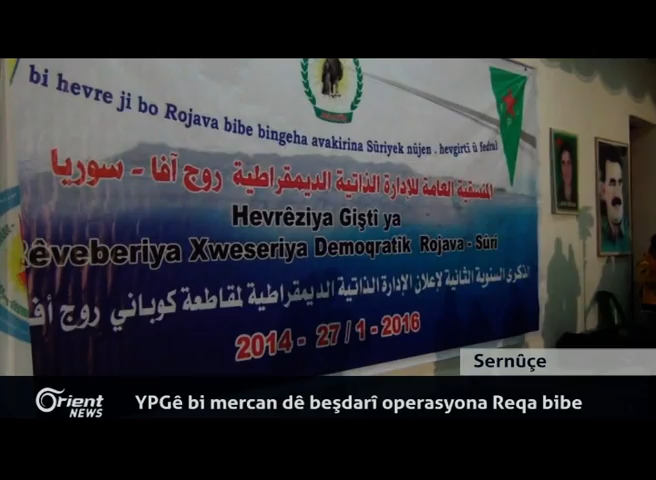 bi hevre ji bo Rojava bibe bingeha avakirina Sûriyek nûjen . hevgirtî û fedral
المنسقية العامة للإدارة الذاتية الديمقراطية روج آفا - سوريا
Hevrêziya Giştî ya
Rêveberiya Xweseriya Demoqratîk Rojava - Sûrî
الذكرى السنوية الثانية لإعلان الإدارة الذاتية الديمقراطية لمقاطعة كوباني روج
2014 - 27 / 1 - 2016
Sernûçe
Orient NEWS
YPGê bi mercan dê beşdarî operasyona Reqa bibe